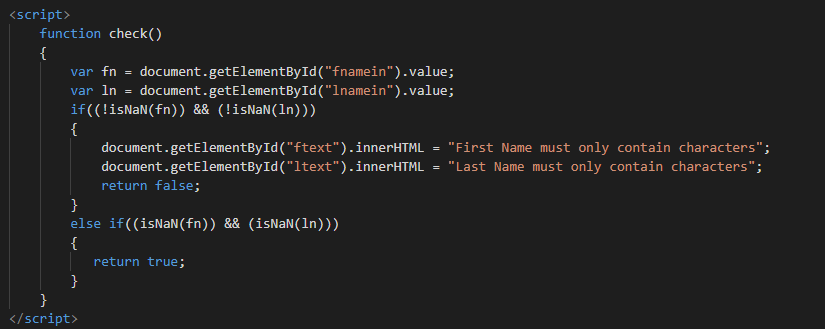 <script>
function check()
{
var fn = document.getElementById("fnamein").value;
var ln = document.getElementById("lnamein").value;
if((!isNaN(fn)) && (!isNaN(ln)))
{
document.getElementById("ftext").innerHTML = "First Name must only contain characters";
document.getElementById("ltext").innerHTML = "Last Name must only contain characters";
return false;
}
else if((isNaN(fn)) && (isNaN(ln)))
{
return true;
}
}
</script>